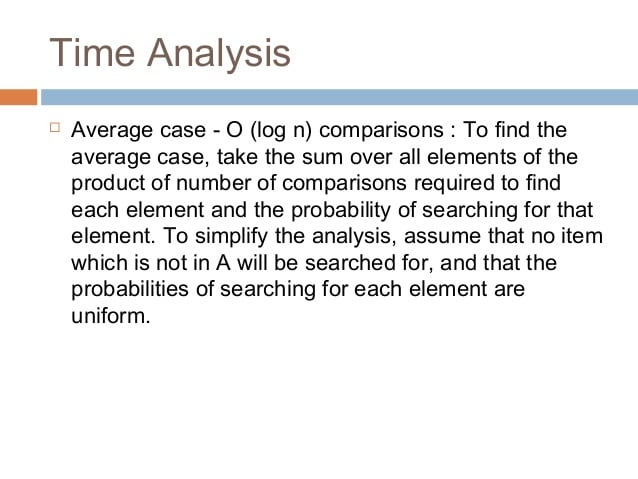 Time Analysis
Average case - O (log n) comparisons : To find the
average case, take the sum over all elements of the
product of number of comparisons required to find
each element and the probability of searching for that
element. To simplify the analysis, assume that no item
which is not in A will be searched for, and that the
probabilities of searching for each element are
uniform.